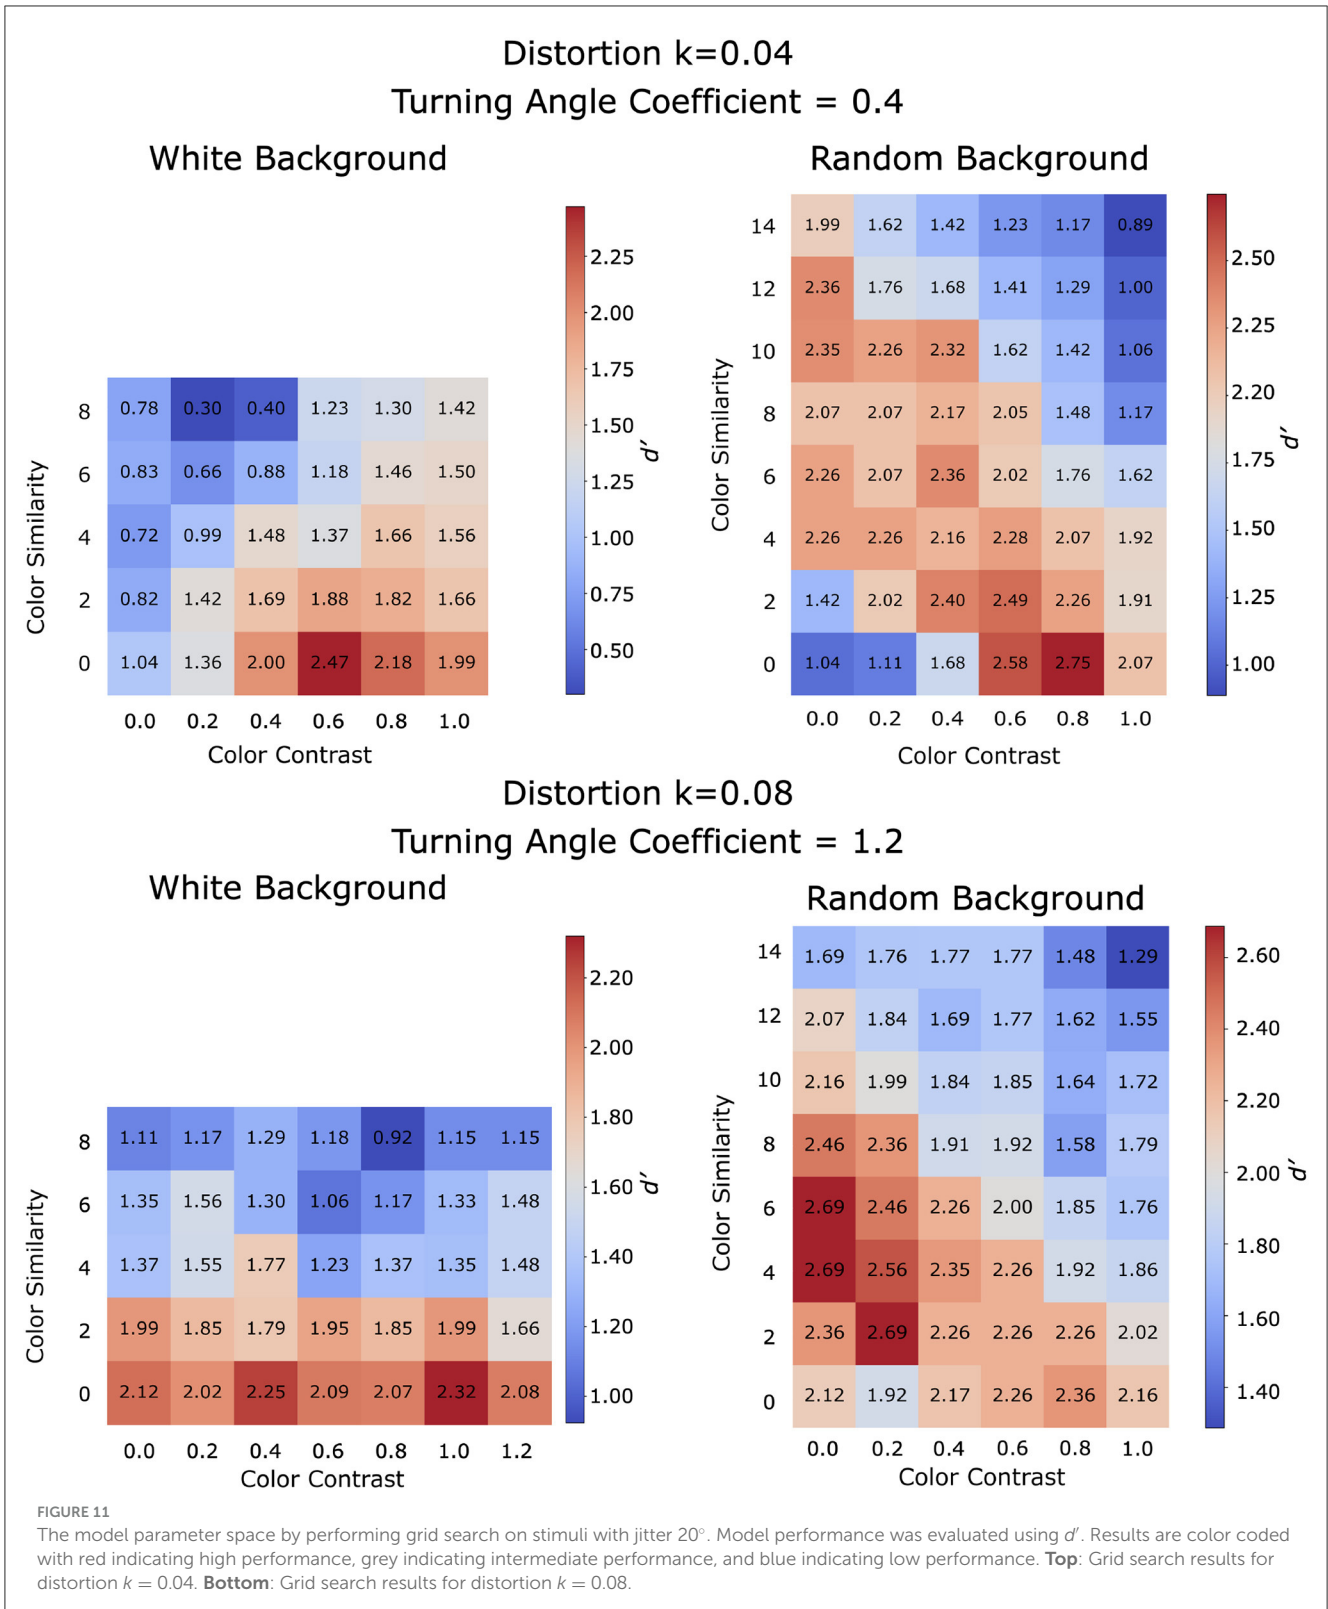 Distortion k=0.04
Turning Angle Coefficient = 0.4
White Background
Color Similarity
8 0.78 0.30 0.40 1.23 1.30 1.42
6 0.83 0.66 0.88 1.18 1.46 1.50
4 0.72 0.99 1.48 1.37 1.66 1.56
2 0.82 1.42 1.69 1.88 1.82 1.66
0 1.04 1.36 2.00 2.47 2.18 1.99
0.0 0.2 0.4 0.6 0.8 1.0
Color Contrast
2.25
2.00
1.75
1.50
1.25
1.00
0.75
0.50
d′
Random Background
Color Similarity
14 1.99 1.62 1.42 1.23 1.17 0.89
12 2.36 1.76 1.68 1.41 1.29 1.00
10 2.35 2.26 2.32 1.62 1.42 1.06
8 2.07 2.07 2.17 2.05 1.48 1.17
6 2.26 2.07 2.36 2.02 1.76 1.62
4 2.26 2.26 2.16 2.28 2.07 1.92
2 1.42 2.02 2.40 2.49 2.26 1.91
0 1.04 1.11 1.68 2.58 2.75 2.07
0.0 0.2 0.4 0.6 0.8 1.0
Color Contrast
2.50
2.25
2.20
1.75
1.50
1.25
1.00
d′
Distortion k=0.08
Turning Angle Coefficient = 1.2
White Background
Color Similarity
8 1.11 1.17 1.29 1.18 0.92 1.15 1.15
6 1.35 1.56 1.30 1.06 1.17 1.33 1.48
4 1.37 1.55 1.77 1.23 1.37 1.35 1.48
2 1.99 1.85 1.79 1.95 1.85 1.99 1.66
0 2.12 2.02 2.25 2.09 2.07 2.32 2.08
0.0 0.2 0.4 0.6 0.8 1.0 1.2
Color Contrast
2.20
2.00
1.80
1.60
1.40
1.20
1.00
d′
Random Background
Color Similarity
14 1.69 1.76 1.77 1.77 1.48 1.29
12 2.07 1.84 1.69 1.77 1.62 1.55
10 2.16 1.99 1.84 1.85 1.64 1.72
8 2.46 2.36 1.91 1.92 1.58 1.79
6 2.69 2.46 2.26 2.00 1.85 1.76
4 2.69 2.56 2.35 2.26 1.92 1.86
2 2.36 2.69 2.26 2.26 2.26 2.02
0 2.12 1.92 2.17 2.26 2.36 2.16
0.0 0.2 0.4 0.6 0.8 1.0
Color Contrast
2.60
2.40
2.20
2.00
1.80
1.60
1.40
d′
FIGURE 11
The model parameter space by performing grid search on stimuli with jitter 20°. Model performance was evaluated using d′. Results are color coded
with red indicating high performance, grey indicating intermediate performance, and blue indicating low performance. Top: Grid search results for
distortion k = 0.04. Bottom: Grid search results for distortion k = 0.08.